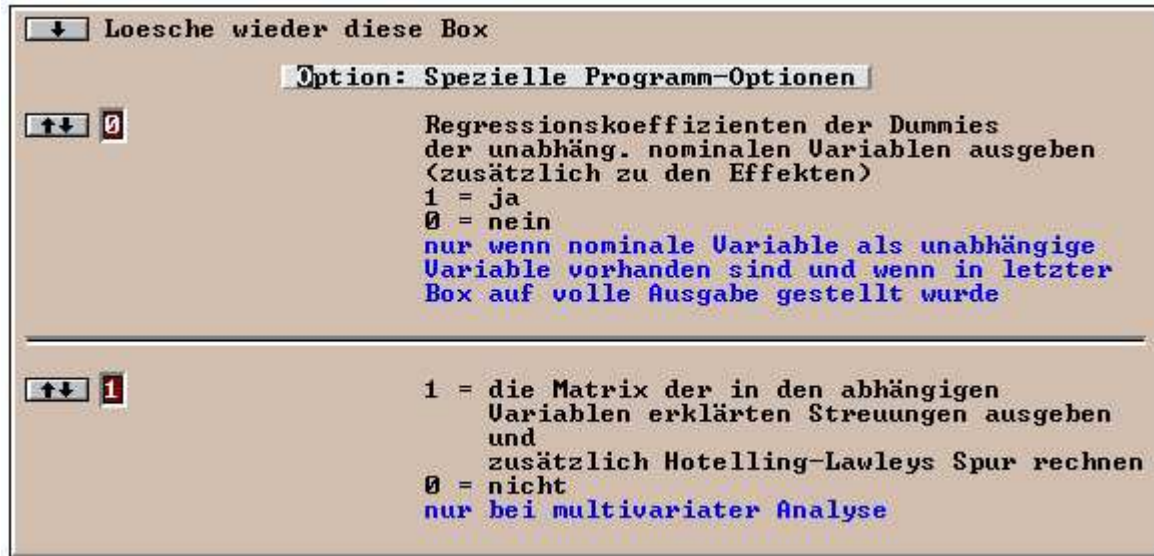 Loesche wieder diese Box
Option: Spezielle Programm-Optionen
0 Regressionskoeffizienten der Dummies
der unabhäng. nominalen Variablen ausgeben
(zusätzlich zu den Effekten)
1 = ja
0 = nein
nur wenn nominale Variable als unabhängige
Variable vorhanden sind und wenn in letzter
Box auf volle Ausgabe gestellt wurde
1 1 = die Matrix der in den abhängigen
Variablen erklärten Streuungen ausgeben
und
zusätzlich Hotelling-Lawleys Spur rechnen
0 = nicht
nur bei multivariater Analyse